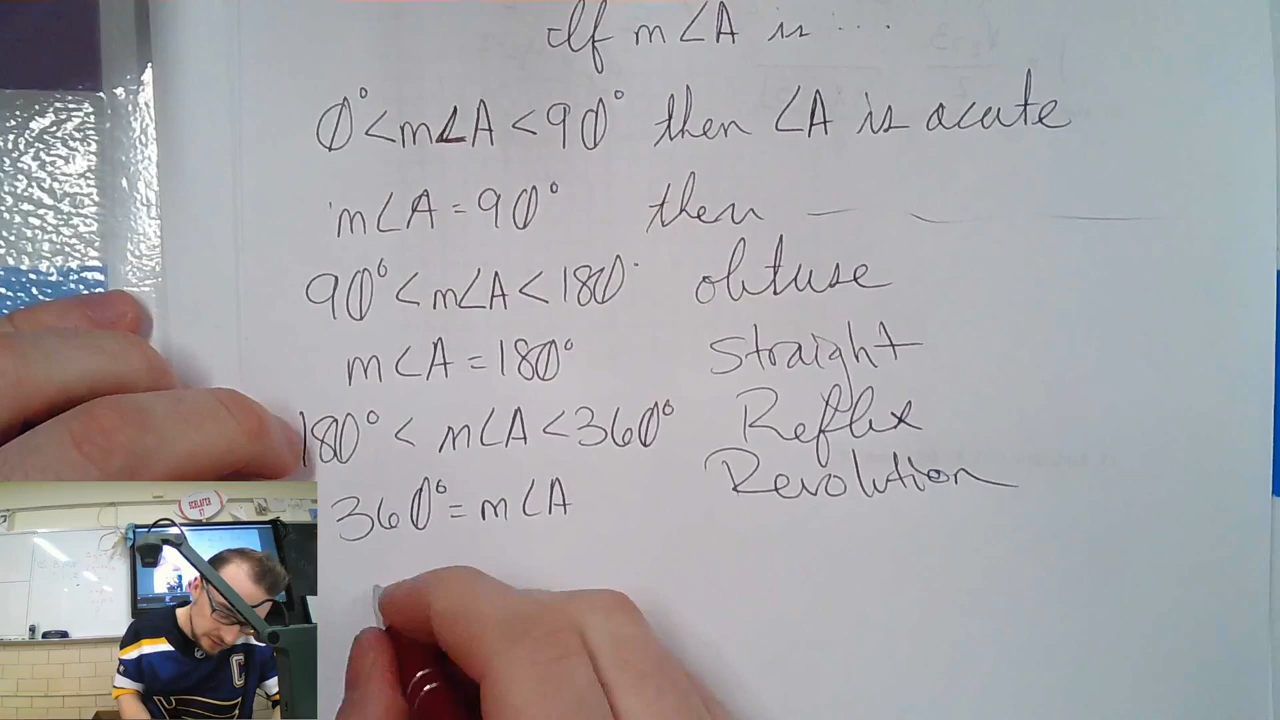 If m∠A is ...
0°<m∠A<90° then ∠A is acute
m∠A=90° then
90°<m∠A<180° obtuse
m∠A=180° Straight
180°<m∠A<360° Reflex
360°=m∠A Revolution
C